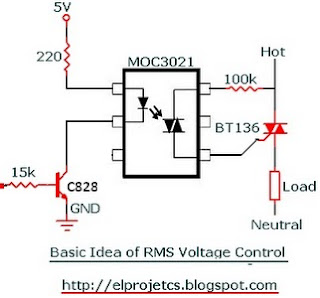 5V
220
MOC3021
Hot
100k
BT136
15k
C828
Load
GND
Neutral
Basic Idea of RMS Voltage Control
http://elprojetcs.blogspot.com